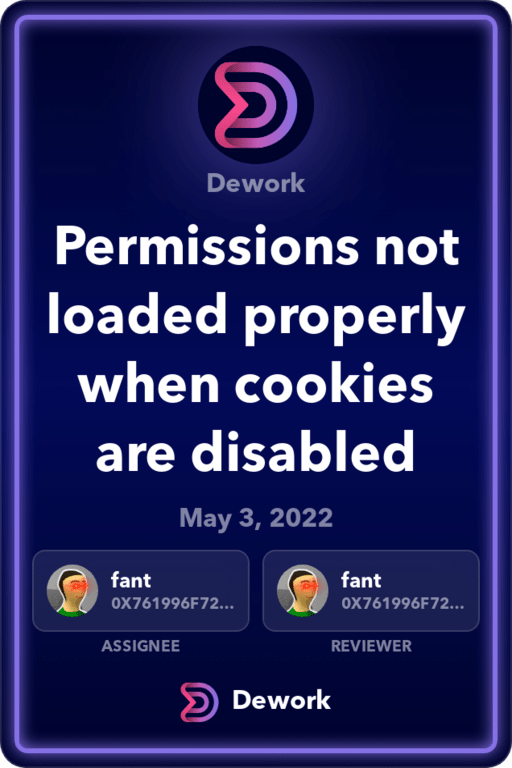 Dework
Permissions not
loaded properly
when cookies
are disabled
May 3, 2022
fant
0X761996F72...
ASSIGNEE
fant
0X761996F72...
REVIEWER
Dework